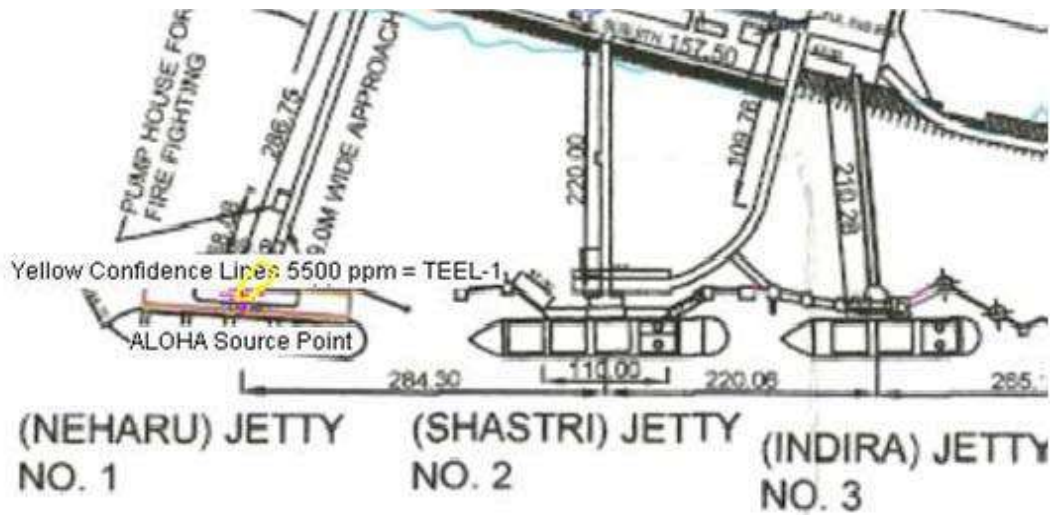 PUMP HOUSE FOR
FIRE FIGHTING
286.75
9.0M WIDE APPROACH
157.50
220.00
109.76
210.28
Yellow Confidence Lines 5500 ppm = TEEL-1
ALOHA Source Point
284.30
110.00
220.06
265.
(NEHARU) JETTY
NO. 1
(SHASTRI) JETTY
NO. 2
(INDIRA) JETTY
NO. 3